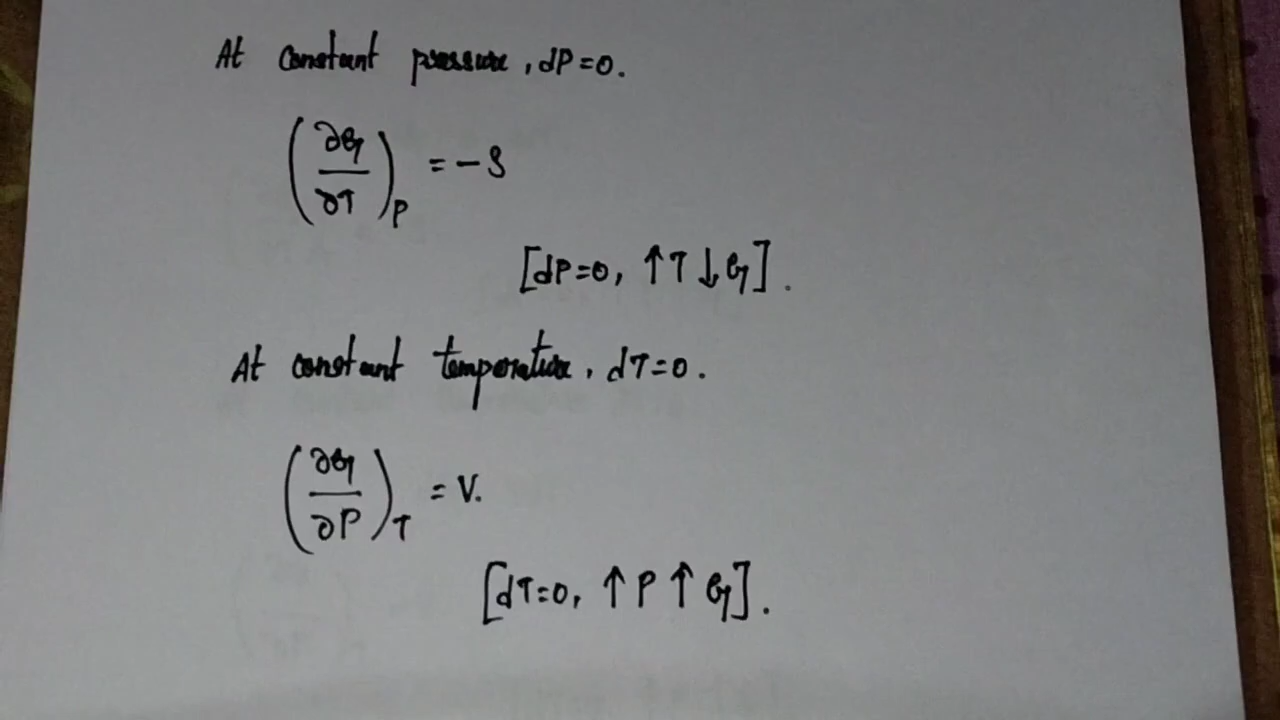 At constant pressure, dP=0.
(∂G/∂T)_P = -S
[dP=0, ↑T ↓G].
At constant temperature, dT=0.
(∂G/∂P)_T = V.
[dT=0, ↑P ↑G].